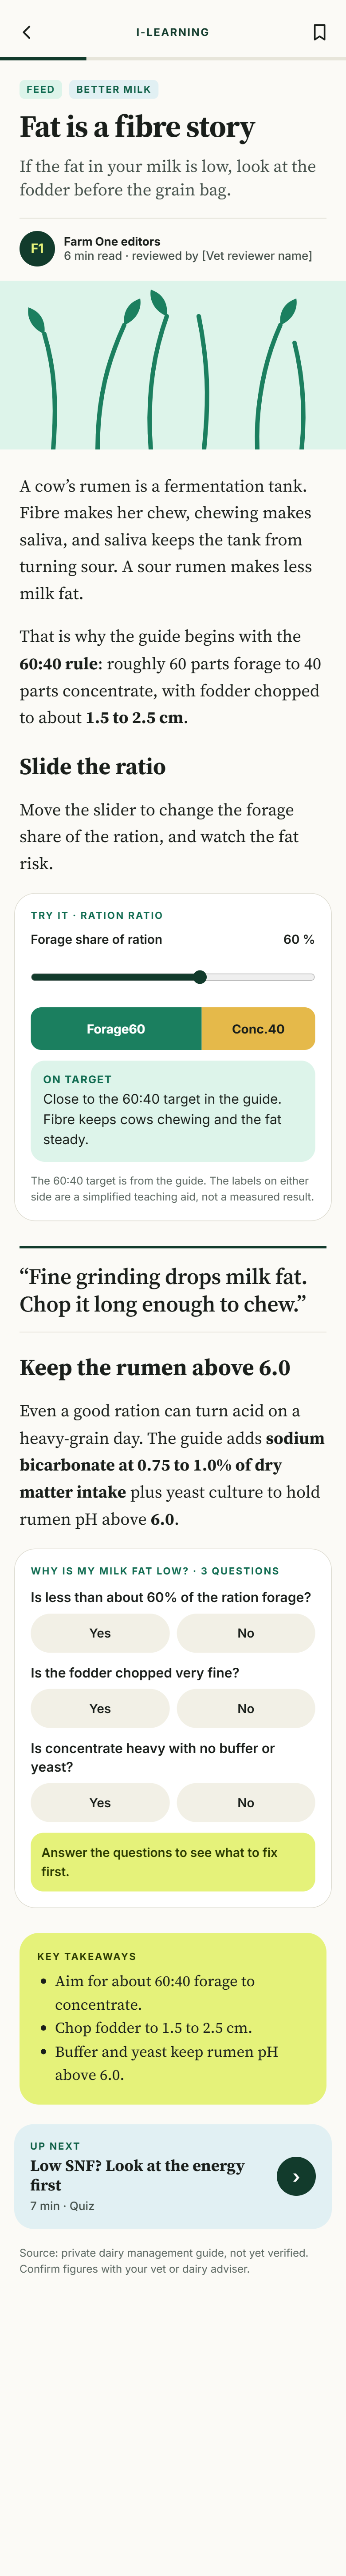 I-LEARNING
FEED BETTER MILK
Fat is a fibre story
If the fat in your milk is low, look at the
fodder before the grain bag.
F1
Farm One editors
6 min read · reviewed by [Vet reviewer name]
A cow’s rumen is a fermentation tank.
Fibre makes her chew, chewing makes
saliva, and saliva keeps the tank from
turning sour. A sour rumen makes less
milk fat.
That is why the guide begins with the
60:40 rule: roughly 60 parts forage to 40
parts concentrate, with fodder chopped
to about 1.5 to 2.5 cm.
Slide the ratio
Move the slider to change the forage
share of the ration, and watch the fat
risk.
TRY IT · RATION RATIO
Forage share of ration 60 %
Forage60 Conc.40
ON TARGET
Close to the 60:40 target in the guide.
Fibre keeps cows chewing and the fat
steady.
The 60:40 target is from the guide. The labels on either
side are a simplified teaching aid, not a measured result.
“Fine grinding drops milk fat.
Chop it long enough to chew.”
Keep the rumen above 6.0
Even a good ration can turn acid on a
heavy-grain day. The guide adds sodium
bicarbonate at 0.75 to 1.0% of dry
matter intake plus yeast culture to hold
rumen pH above 6.0.
WHY IS MY MILK FAT LOW? · 3 QUESTIONS
Is less than about 60% of the ration forage?
Yes No
Is the fodder chopped very fine?
Yes No
Is concentrate heavy with no buffer or
yeast?
Yes No
Answer the questions to see what to fix
first.
KEY TAKEAWAYS
• Aim for about 60:40 forage to
concentrate.
• Chop fodder to 1.5 to 2.5 cm.
• Buffer and yeast keep rumen pH
above 6.0.
UP NEXT
Low SNF? Look at the energy
first
7 min · Quiz
Source: private dairy management guide, not yet verified.
Confirm figures with your vet or dairy adviser.